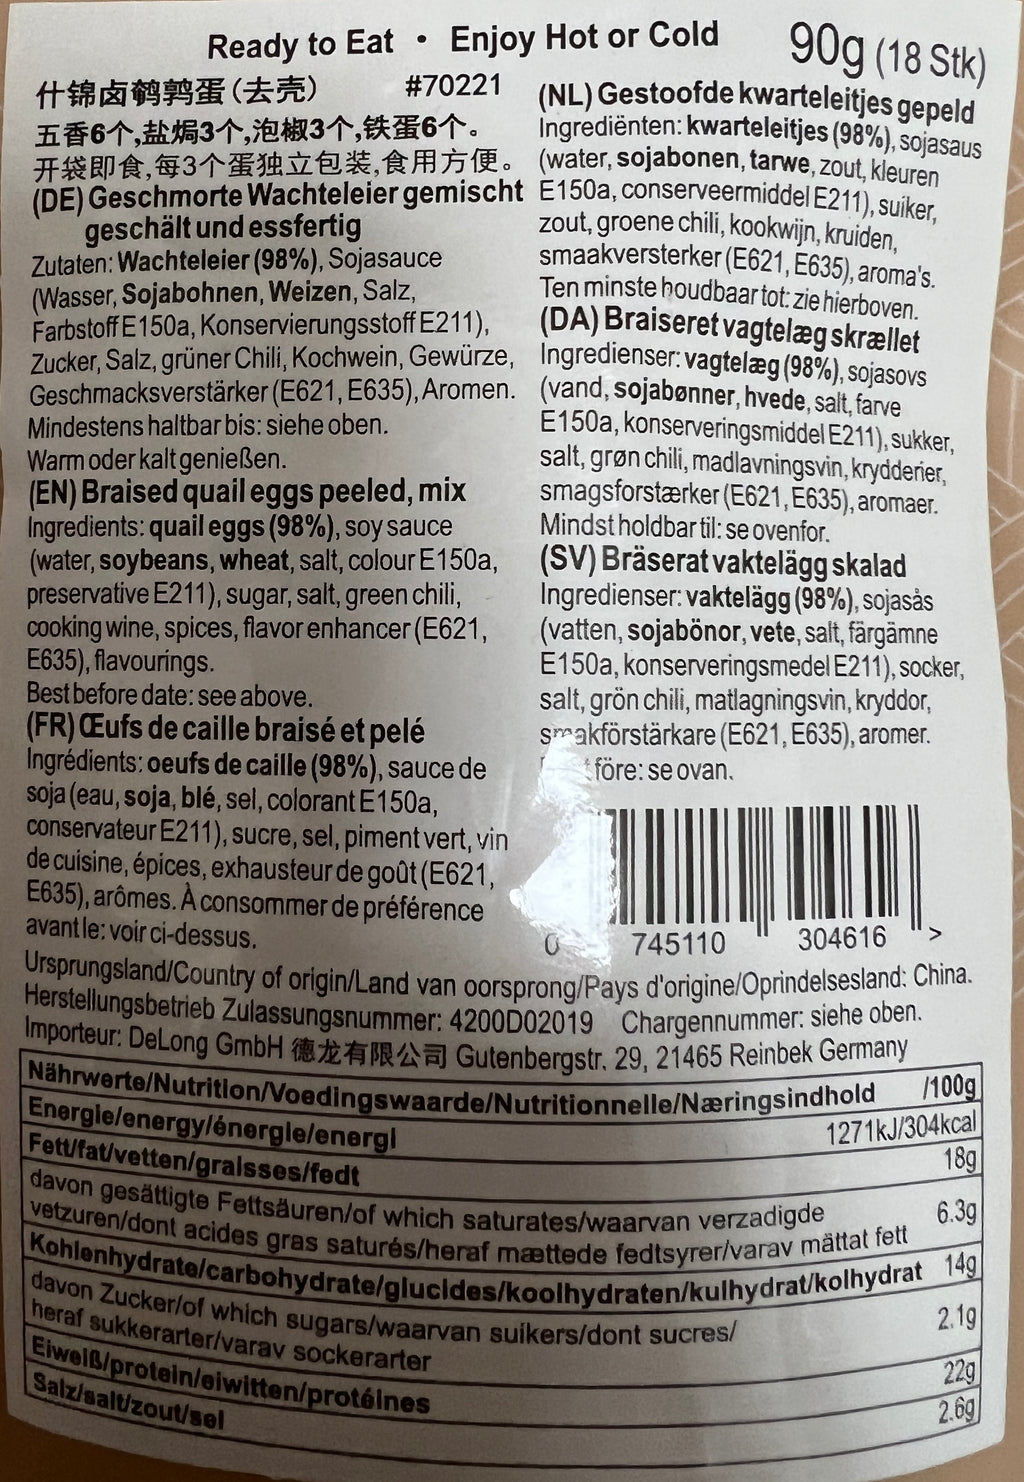 Ready to Eat • Enjoy Hot or Cold
90g (18 Stk)
什锦卤鹌鹑蛋(去壳) #70221
五香6个,盐焗3个,泡椒3个,铁蛋6个。
开袋即食,每3个蛋独立包装,食用方便。
(DE) Geschmorte Wachteleier gemischt
geschält und essfertig
Zutaten: Wachteleier (98%), Sojasauce
(Wasser, Sojabohnen, Weizen, Salz,
Farbstoff E150a, Konservierungsstoff E211),
Zucker, Salz, grüner Chili, Kochwein, Gewürze,
Geschmacksverstärker (E621, E635), Aromen.
Mindestens haltbar bis: siehe oben.
Warm oder kalt genießen.
(EN) Braised quail eggs peeled, mix
Ingredients: quail eggs (98%), soy sauce
(water, soybeans, wheat, salt, colour E150a,
preservative E211), sugar, salt, green chili,
cooking wine, spices, flavor enhancer (E621,
E635), flavourings.
Best before date: see above.
(FR) Œufs de caille braisé et pelé
Ingrédients: oeufs de caille (98%), sauce de
soja (eau, soja, blé, sel, colorant E150a,
conservateur E211), sucre, sel, piment vert, vin
de cuisine, épices, exhausteur de goût (E621,
E635), arômes. À consommer de préférence
avant le: voir ci-dessus.
(NL) Gestoofde kwarteleitjes gepeld
Ingrediënten: kwarteleitjes (98%), sojasaus
(water, sojabonen, tarwe, zout, kleuren
E150a, conserveermiddel E211), suiker,
zout, groene chili, kookwijn, kruiden,
smaakversterker (E621, E635), aroma's.
Ten minste houdbaar tot: zie hierboven.
(DA) Braiseret vagtelæg skrællet
Ingredienser: vagtelæg (98%), sojasovs
(vand, sojabønner, hvede, salt, farve
E150a, konserveringsmiddel E211), sukker,
salt, grøn chili, madlavningsvin, krydderier,
smagsforstærker (E621, E635), aromaer.
Mindst holdbar til: se ovenfor.
(SV) Bräserat vaktelägg skalad
Ingredienser: vaktelägg (98%), sojasås
(vatten, sojabönor, vete, salt, färgämne
E150a, konserveringsmedel E211), socker,
salt, grön chili, matlagningsvin, kryddor,
smakförstärkare (E621, E635), aromer.
före: se ovan.
0 745110 304616 >
Ursprungsland/Country of origin/Land van oorsprong/Pays d'origine/Oprindelsesland: China.
Herstellungsbetrieb Zulassungsnummer: 4200D02019 Chargennummer: siehe oben.
Importeur: DeLong GmbH 德龙有限公司 Gutenbergstr. 29, 21465 Reinbek Germany
Nährwerte/Nutrition/Voedingswaarde/Nutritionnelle/Næringsindhold /100g
Energie/energy/énergie/energi 1271kJ/304kcal
Fett/fat/vetten/graisses/fedt 18g
davon gesättigte Fettsäuren/of which saturates/waarvan verzadigde
vetzuren/dont acides gras saturés/heraf mættede fedtsyrer/varav mättat fett 6.3g
Kohlenhydrate/carbohydrate/glucides/koolhydraten/kulhydrat/kolhydrat 14g
davon Zucker/of which sugars/waarvan suikers/dont sucres/
heraf sukkerarter/varav sockerarter 2.1g
Eiweiß/protein/eiwitten/protéines 22g
Salz/salt/zout/sel 2.6g